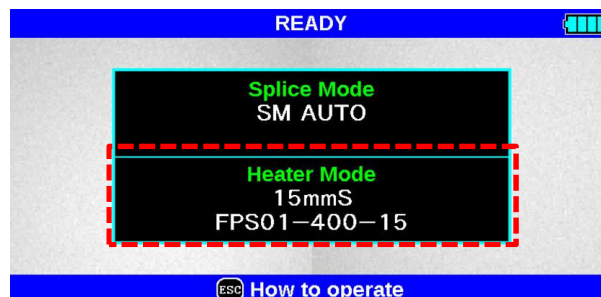 READY
Splice Mode
SM AUTO
Heater Mode
15mmS
FPS01-400-15
ESC How to operate